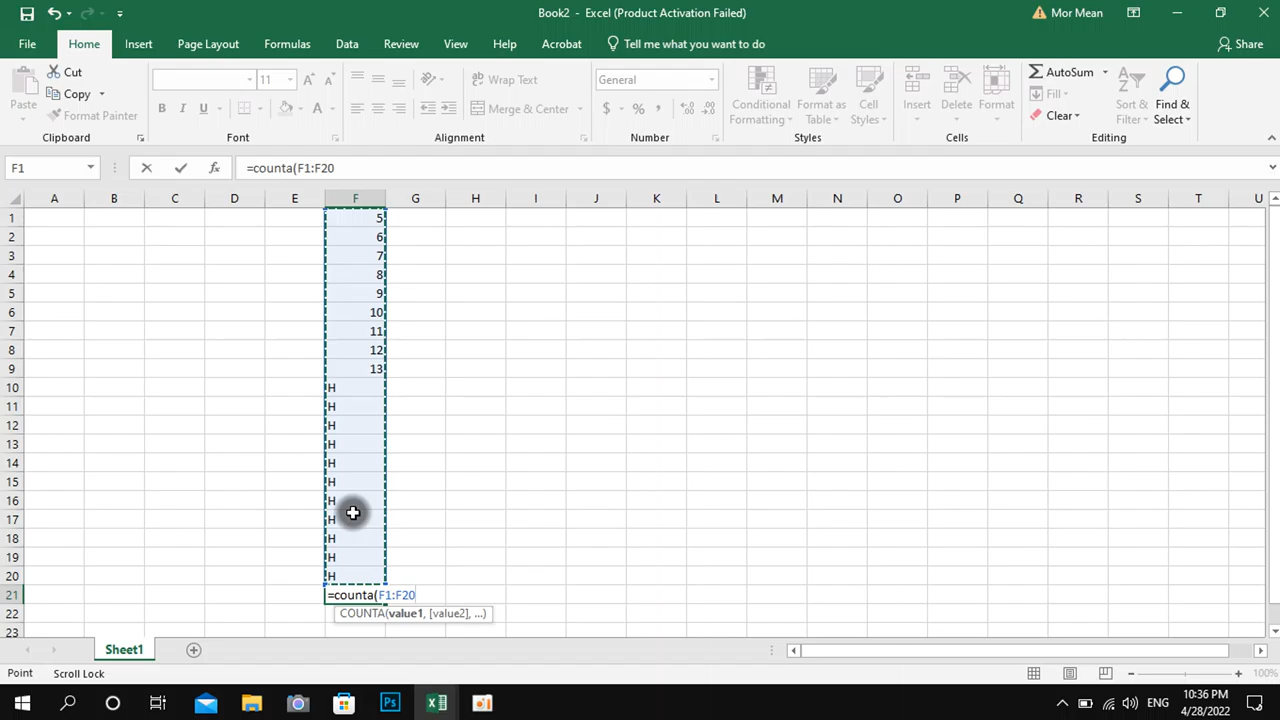 Book2 - Excel (Product Activation Failed)
Mor Mean
File Home Insert Page Layout Formulas Data Review View Help Acrobat Tell me what you want to do Share
Paste
Cut
Copy
Format Painter
Clipboard
11
B I U A
Font
Wrap Text
Merge & Center
Alignment
General
$ % ,
Number
Conditional Formatting
Format as Table
Cell Styles
Styles
Insert
Delete
Format
Cells
AutoSum
Fill
Clear
Sort & Filter
Find & Select
Editing
F1 fx =counta(F1:F20
A B C D E F G H I J K L M N O P Q R S T U
1 5
2 6
3 7
4 8
5 9
6 10
7 11
8 12
9 13
10 H
11 H
12 H
13 H
14 H
15 H
16 H
17 H
18 H
19 H
20 H
21 =counta(F1:F20
22 COUNTA(value1, [value2], ...)
23
Sheet1
Point Scroll Lock 100%
Ps
ENG
10:36 PM
4/28/2022